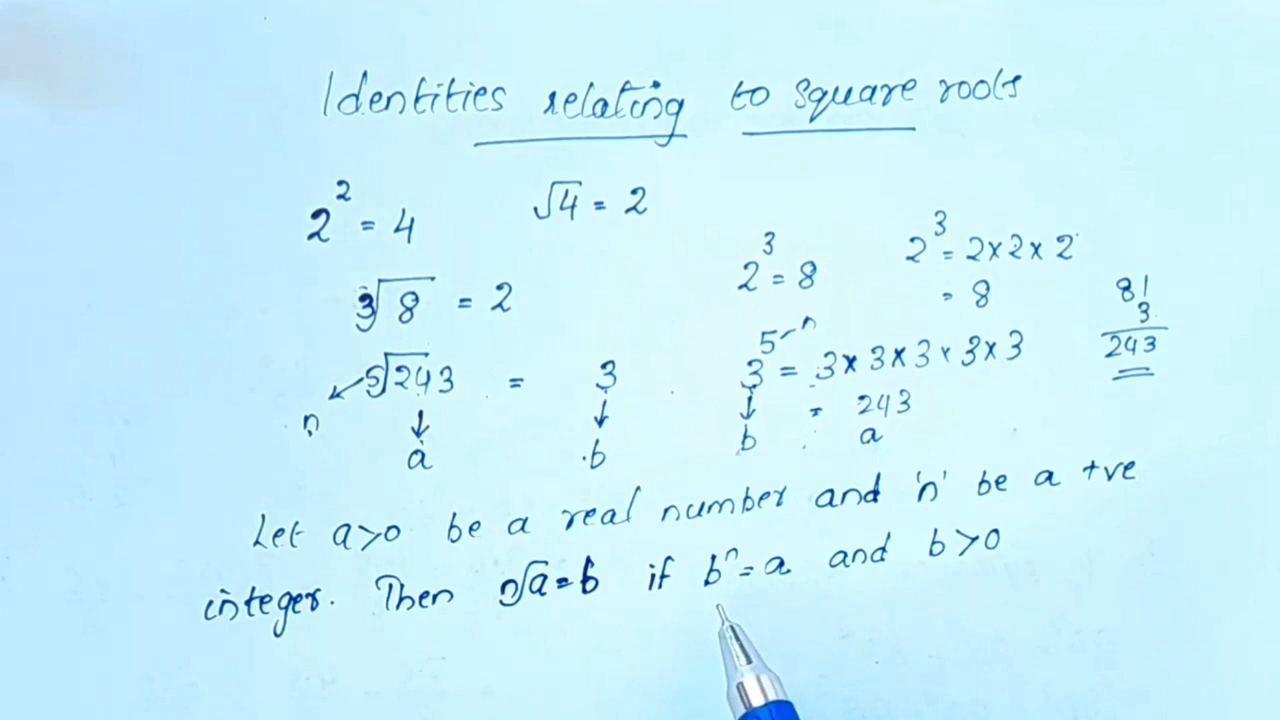 Identities relating to square roots
2² = 4 √4 = 2
2³ = 8 2³ = 2×2×2
= 8
∛8 = 2
81
3
243
n
⁵√243 = 3 3⁵ = 3×3×3×3×3
= 243
n a b b a
Let a>0 be a real number and 'n' be a +ve
integer. Then ⁿ√a = b if bⁿ = a and b>0